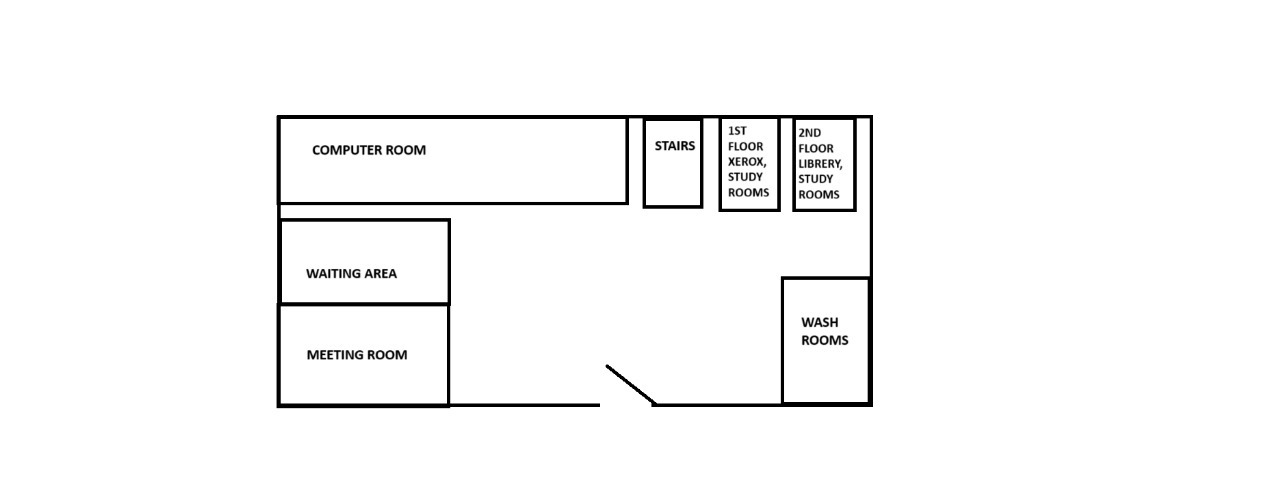 COMPUTER ROOM
STAIRS
1ST
FLOOR
XEROX,
STUDY
ROOMS
2ND
FLOOR
LIBRERY,
STUDY
ROOMS
WAITING AREA
MEETING ROOM
WASH
ROOMS